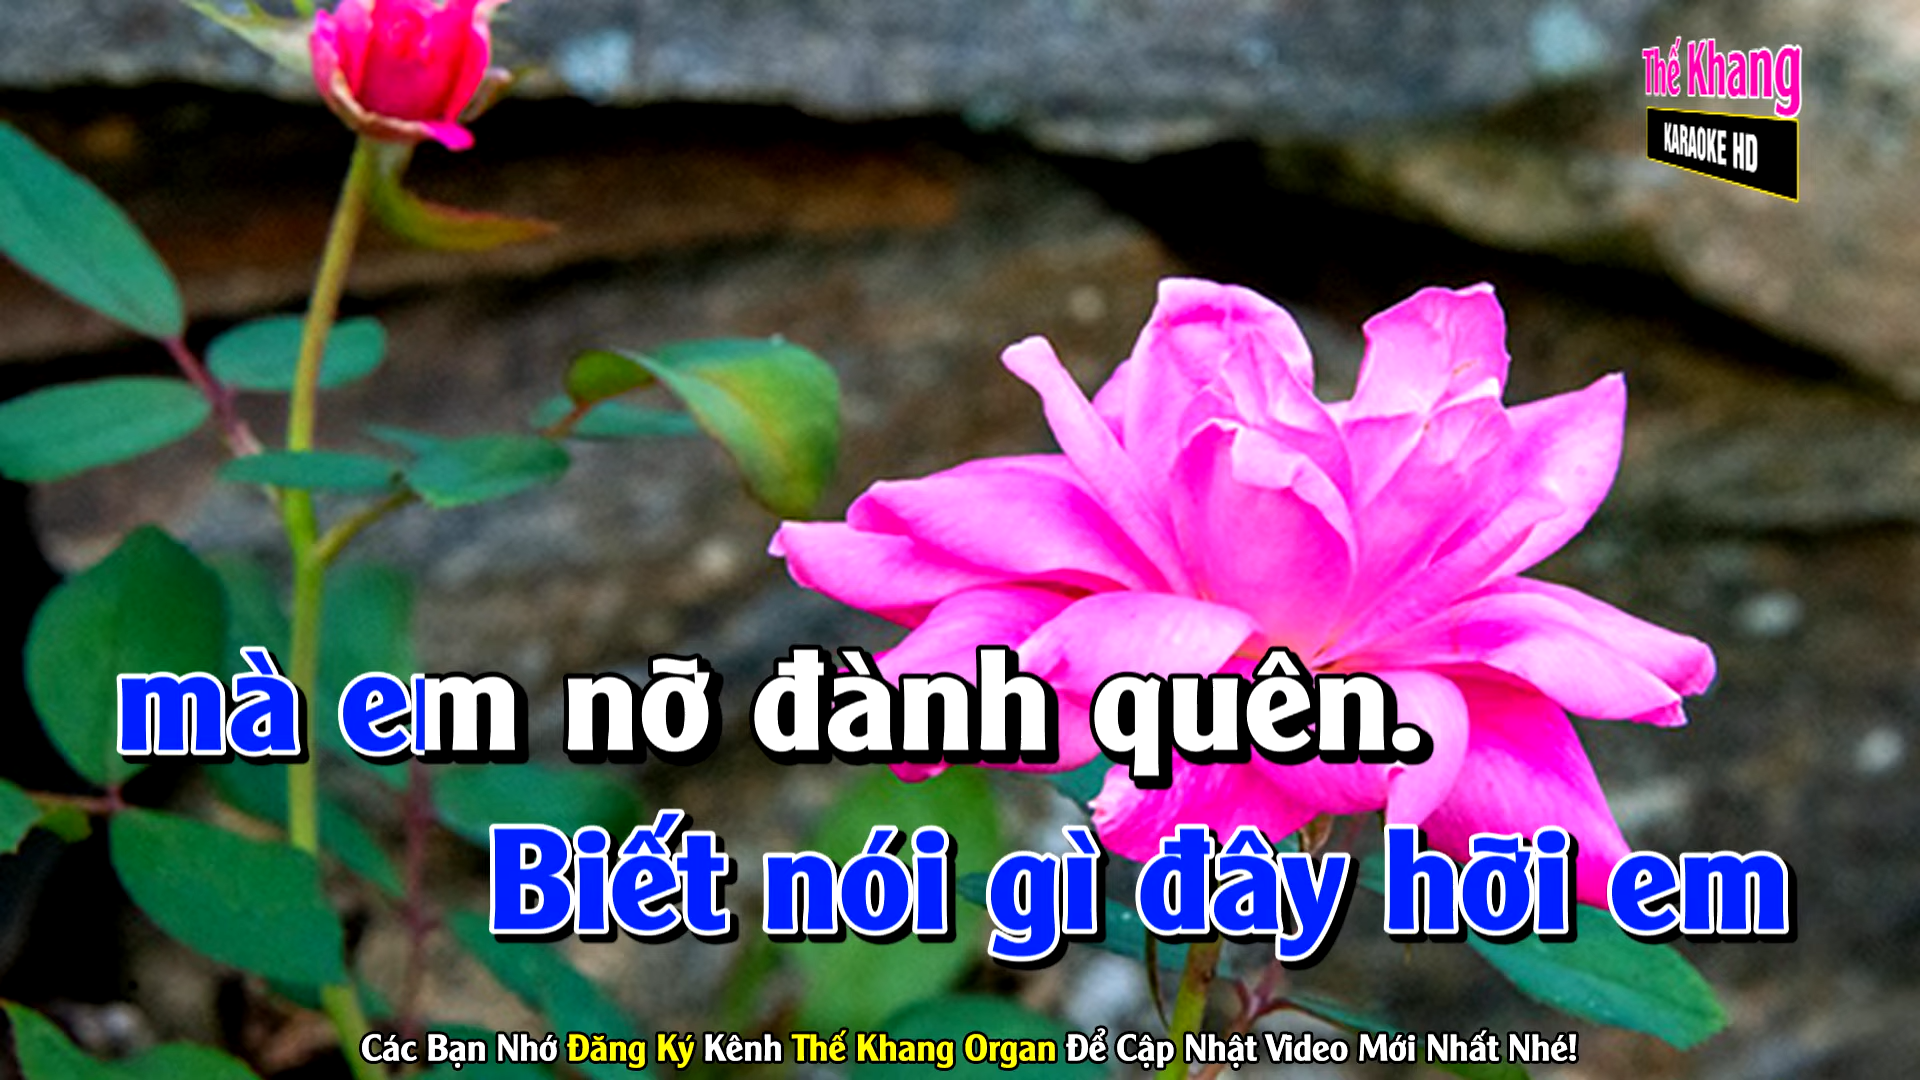 Thế Khang
KARAOKE HD
mà em nỡ đành quên.
Biết nói gì đây hỡi em
Các Bạn Nhớ Đăng Ký Kênh Thế Khang Organ Để Cập Nhật Video Mới Nhất Nhé!